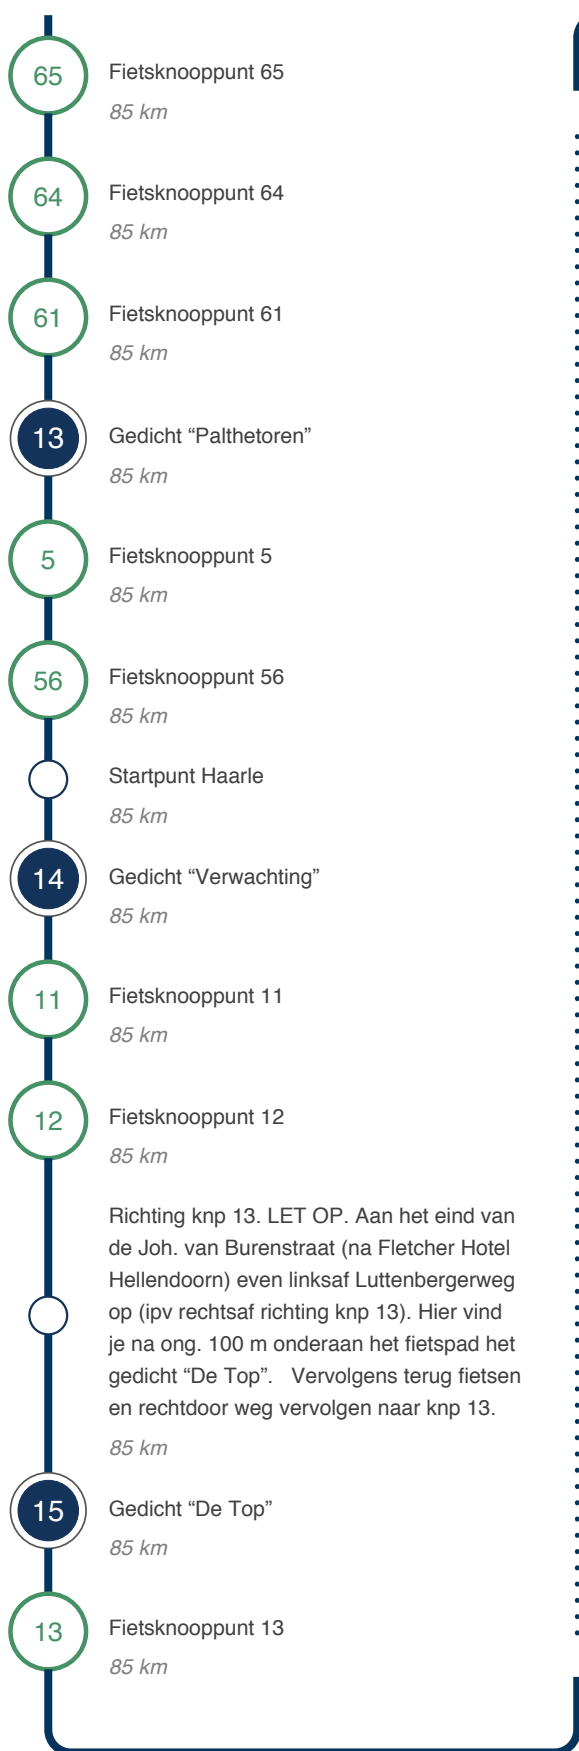 65
Fietsknooppunt 65
85 km
64
Fietsknooppunt 64
85 km
61
Fietsknooppunt 61
85 km
13
Gedicht “Palthetoren”
85 km
5
Fietsknooppunt 5
85 km
56
Fietsknooppunt 56
85 km
Startpunt Haarle
85 km
14
Gedicht “Verwachting”
85 km
11
Fietsknooppunt 11
85 km
12
Fietsknooppunt 12
85 km
Richting knp 13. LET OP. Aan het eind van
de Joh. van Burenstraat (na Fletcher Hotel
Hellendoorn) even linksaf Luttenbergerweg
op (ipv rechtsaf richting knp 13). Hier vind
je na ong. 100 m onderaan het fietspad het
gedicht “De Top”.   Vervolgens terug fietsen
en rechtdoor weg vervolgen naar knp 13.
85 km
15
Gedicht “De Top”
85 km
13
Fietsknooppunt 13
85 km